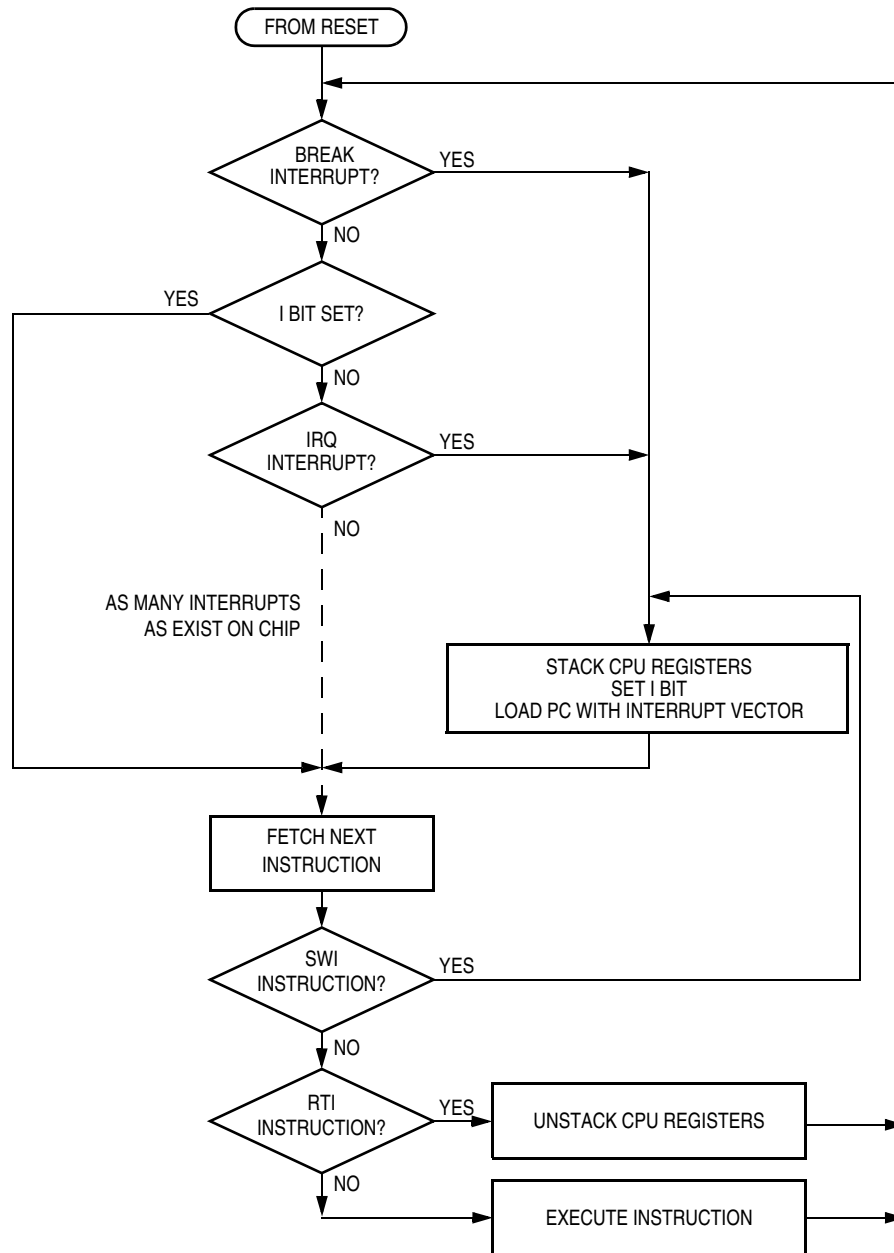 FROM RESET
BREAK
INTERRUPT?
YES
NO
I BIT SET?
YES
NO
IRQ
INTERRUPT?
YES
NO
AS MANY INTERRUPTS
AS EXIST ON CHIP
STACK CPU REGISTERS
SET I BIT
LOAD PC WITH INTERRUPT VECTOR
FETCH NEXT
INSTRUCTION
SWI
INSTRUCTION?
YES
NO
RTI
INSTRUCTION?
YES
UNSTACK CPU REGISTERS
NO
EXECUTE INSTRUCTION